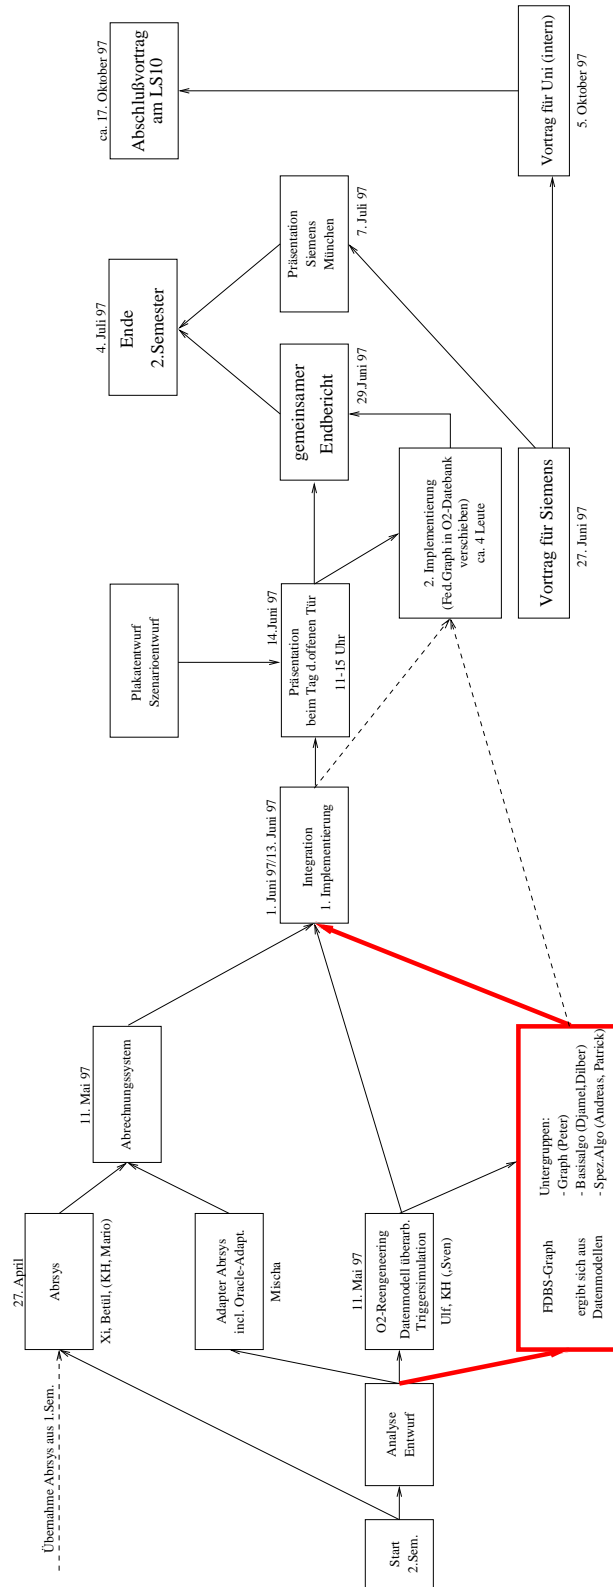 Übernahme Abrsys aus 1.Sem.
Start
2.Sem.
Analyse
Entwurf
27. April
Abrsys
Xi, Betül, (KH, Mario)
Adapter Abrsys
incl. Oracle-Adapt.
Mischa
11. Mai 97
O2-Reengeneering
Datenmodell überarb.
Triggersimulation
Ulf, KH (,Sven)
FDBS-Graph
ergibt sich aus
Datenmodellen
Untergruppen:
- Graph (Peter)
- Basisalgo (Djamel,Dilber)
- Spez.Algo (Andreas, Patrick)
11. Mai 97
Abrechnungssystem
1. Juni 97/13. Juni 97
Integration
1. Implementierung
Plakatentwurf
Szenarioentwurf
14.Juni 97
Präsentation
beim Tag d.offenen Tür
11-15 Uhr
2. Implementierung
(Fed.Graph in O2-Datebank
verschieben)
ca. 4 Leute
gemeinsamer
Endbericht
29.Juni 97
Vortrag für Siemens
27. Juni 97
4. Juli 97
Ende
2.Semester
Präsentation
Siemens
München
7. Juli 97
ca. 17. Oktober 97
Abschlußvortrag
am LS10
Vortrag für Uni (intern)
5. Oktober 97